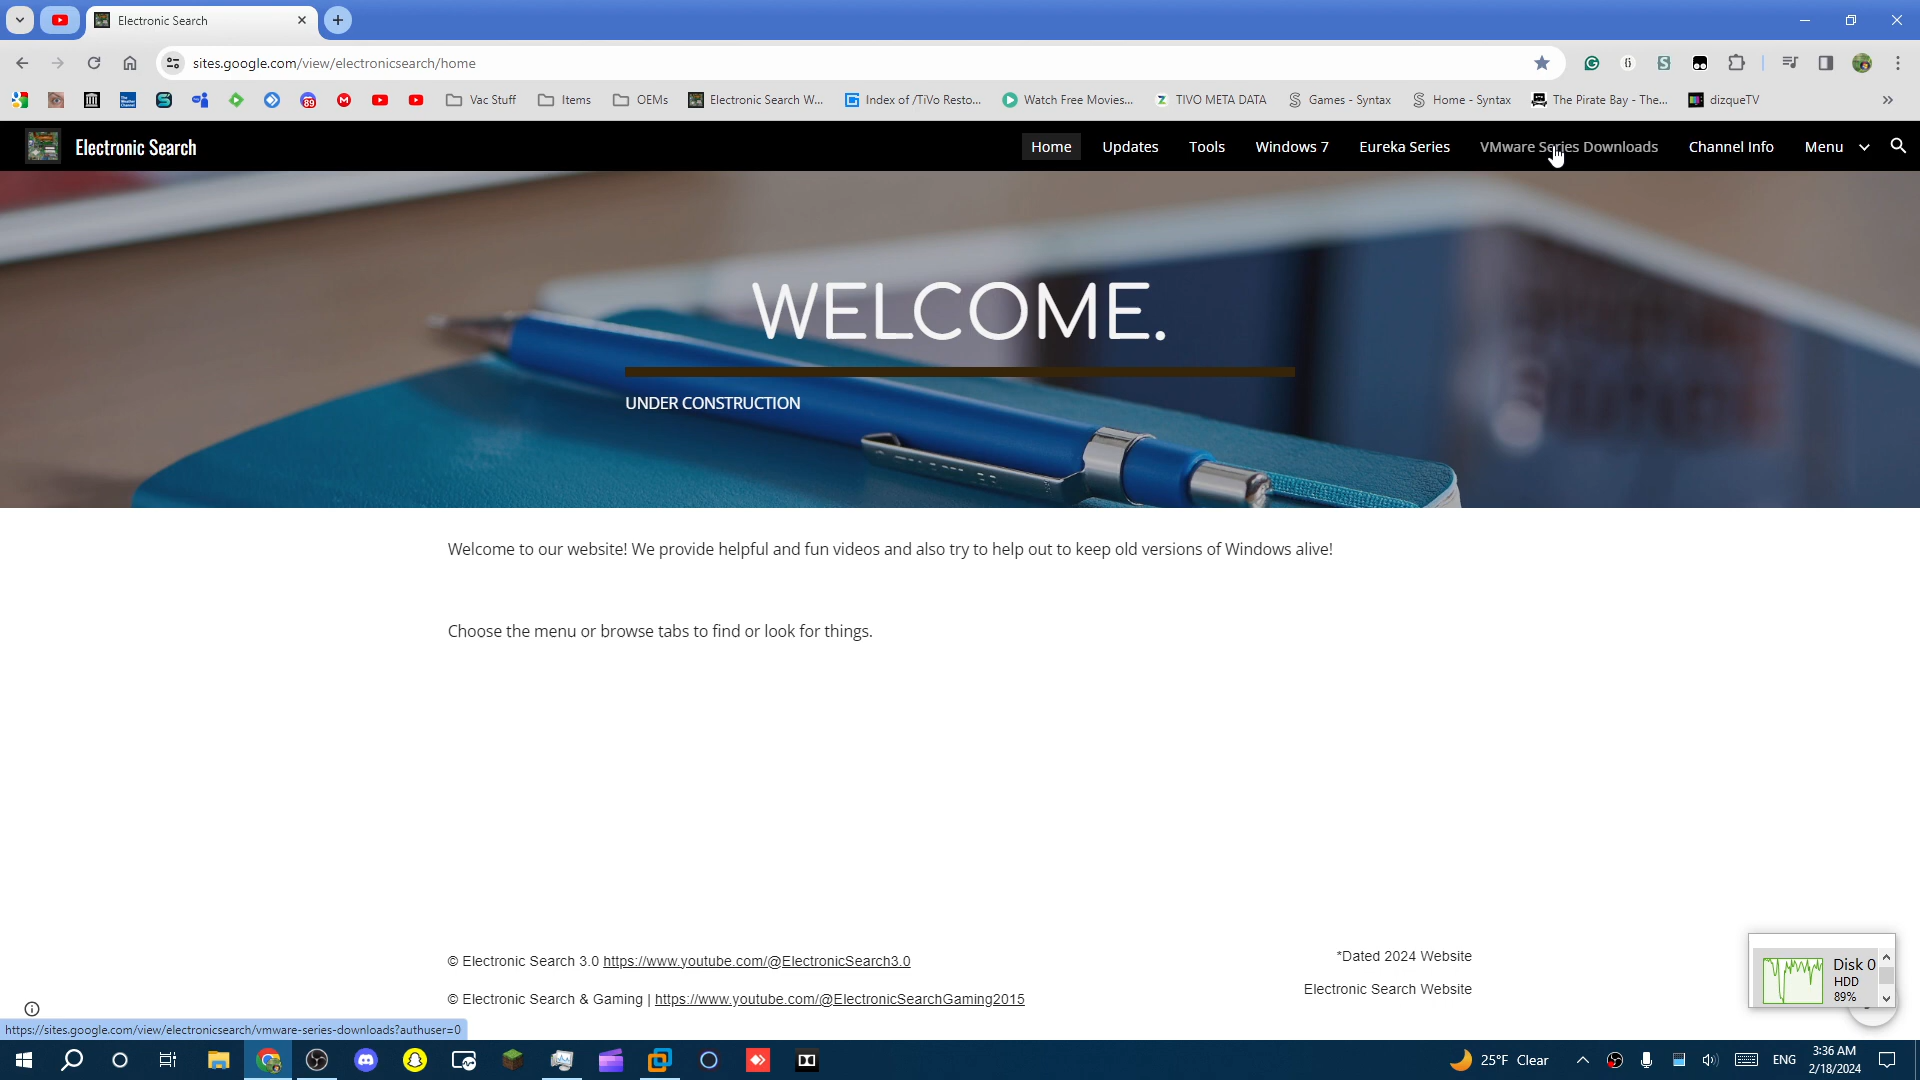 Electronic Search
sites.google.com/view/electronicsearch/home
Vac Stuff Items OEMs Electronic Search W... Index of /TiVo Resto... Watch Free Movies... TIVO META DATA Games - Syntax Home - Syntax The Pirate Bay - The... dizqueTV
Electronic Search Home Updates Tools Windows 7 Eureka Series VMware Series Downloads Channel Info Menu
WELCOME.
UNDER CONSTRUCTION
Welcome to our website! We provide helpful and fun videos and also try to help out to keep old versions of Windows alive!
Choose the menu or browse tabs to find or look for things.
© Electronic Search 3.0 https://www.youtube.com/@ElectronicSearch3.0
*Dated 2024 Website
© Electronic Search & Gaming | https://www.youtube.com/@ElectronicSearchGaming2015
Electronic Search Website
Disk 0
HDD
89%
https://sites.google.com/view/electronicsearch/vmware-series-downloads?authuser=0
25°F Clear
ENG
3:36 AM
2/18/2024